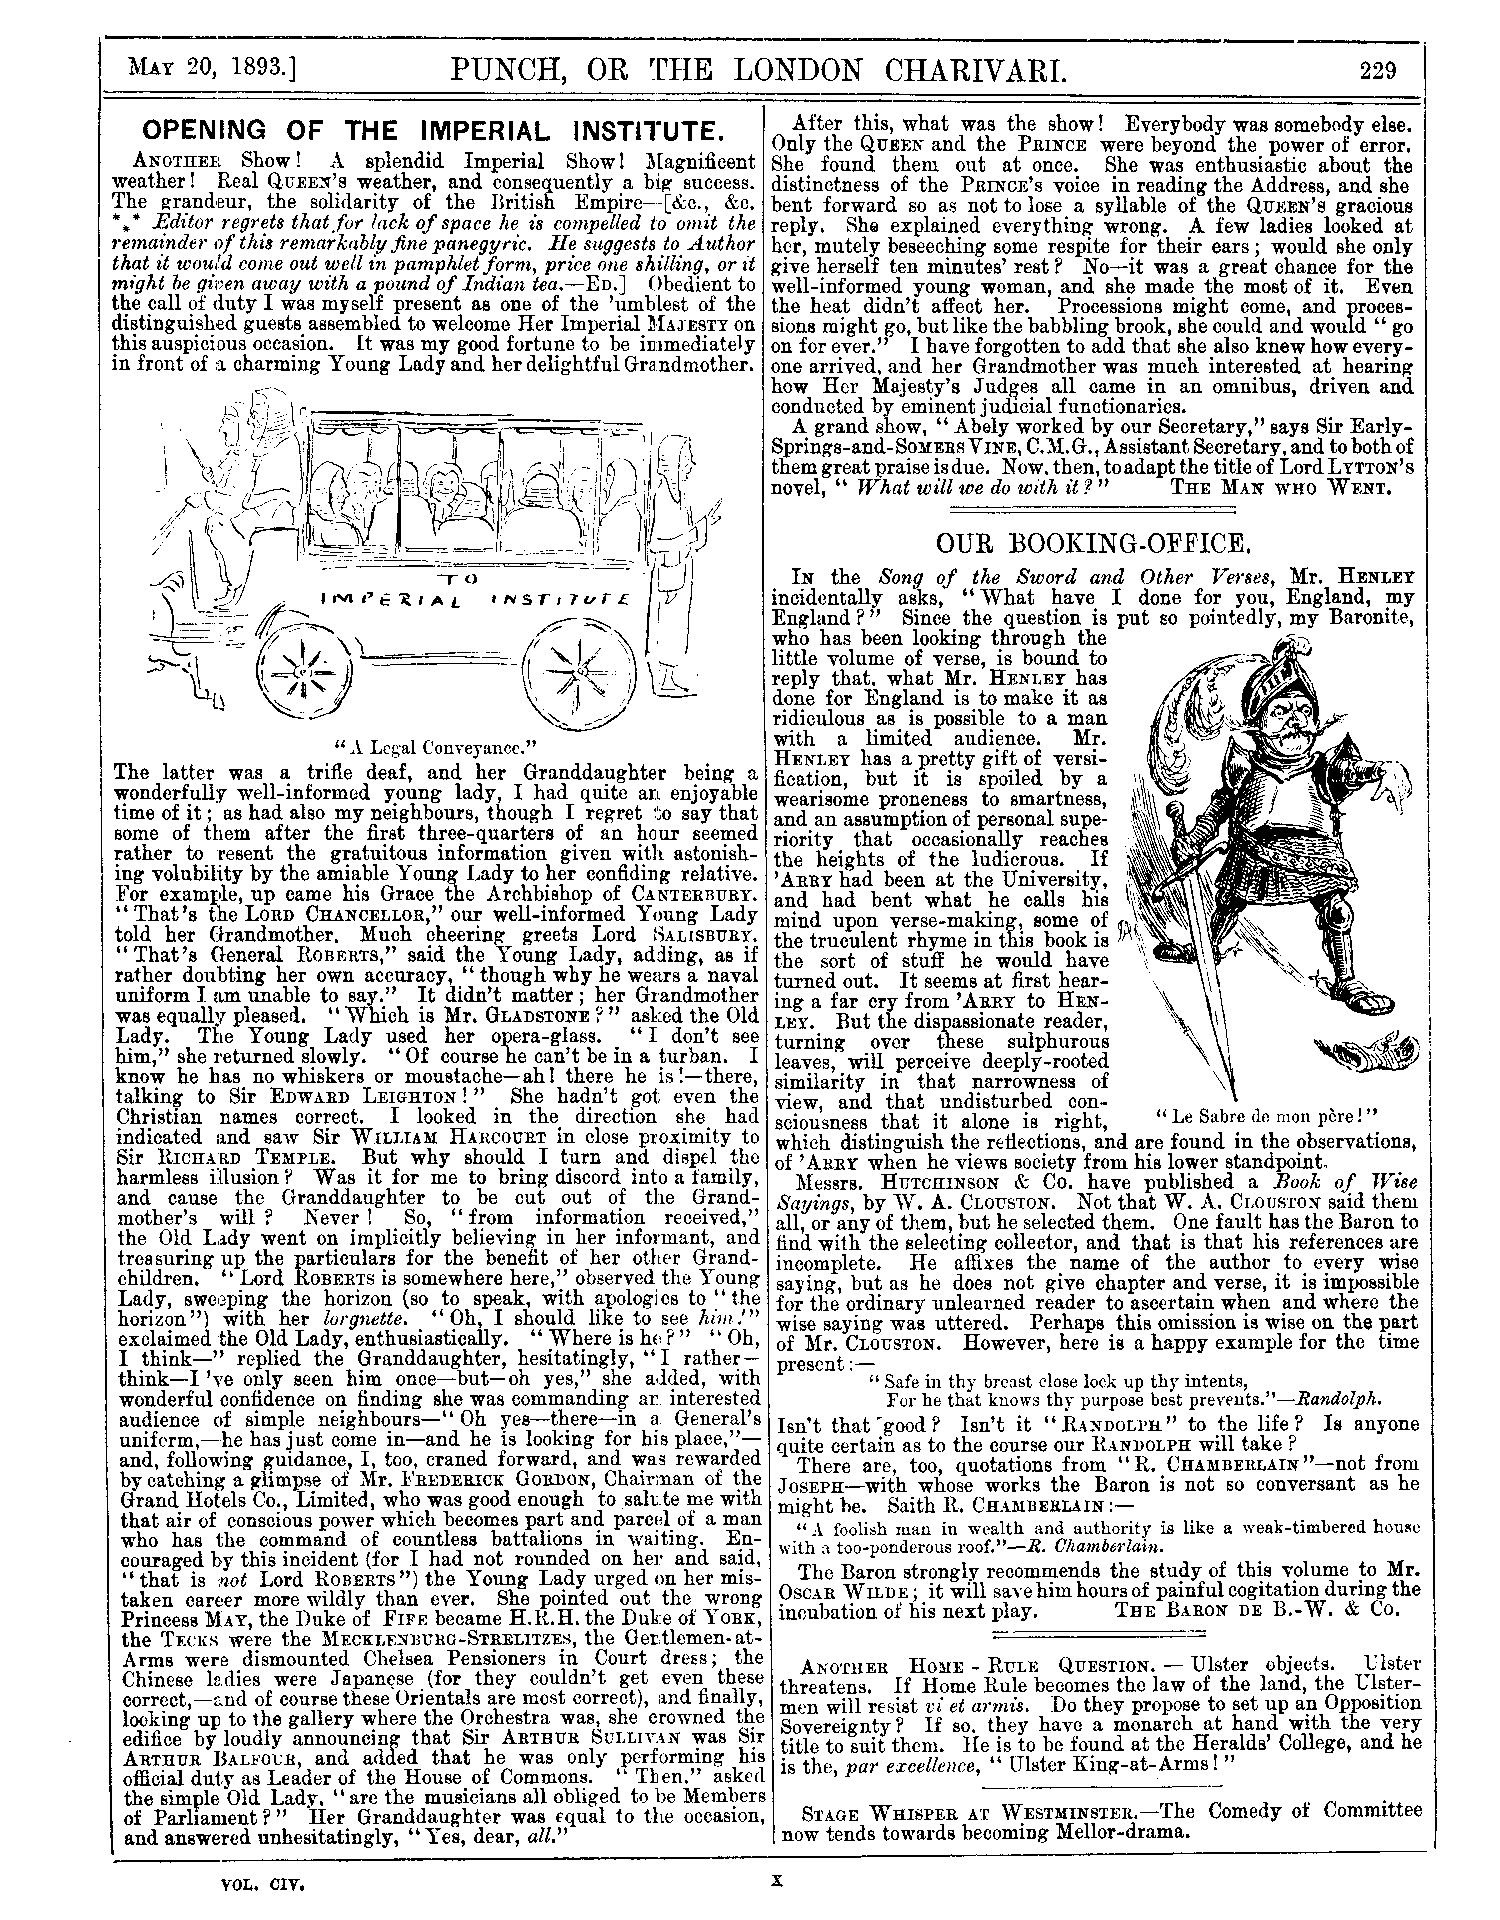 MAY 20, 1893.] PUNCH, OR THE LONDON CHARIVARI. 229
OPENING OF THE IMPERIAL INSTITUTE.
ANOTHER Show! A splendid Imperial Show! Magnificent
weather! Real QUEEN'S weather, and consequently a big success.
The grandeur, the solidarity of the British Empire—[&c., &c.
*** Editor regrets that for lack of space he is compelled to omit the
remainder of this remarkably fine panegyric. He suggests to Author
that it would come out well in pamphlet form, price one shilling, or it
might be given away with a pound of Indian tea.—ED.] Obedient to
the call of duty I was myself present as one of the 'umblest of the
distinguished guests assembled to welcome Her Imperial MAJESTY on
this auspicious occasion. It was my good fortune to be immediately
in front of a charming Young Lady and her delightful Grandmother.
TO
IMPERIAL INSTITUTE
"A Legal Conveyance."
The latter was a trifle deaf, and her Granddaughter being a
wonderfully well-informed young lady, I had quite an enjoyable
time of it; as had also my neighbours, though I regret to say that
some of them after the first three-quarters of an hour seemed
rather to resent the gratuitous information given with astonish-
ing volubility by the amiable Young Lady to her confiding relative.
For example, up came his Grace the Archbishop of CANTERBURY.
"That's the LORD CHANCELLOR," our well-informed Young Lady
told her Grandmother. Much cheering greets Lord SALISBURY.
"That's General ROBERTS," said the Young Lady, adding, as if
rather doubting her own accuracy, "though why he wears a naval
uniform I am unable to say." It didn't matter; her Grandmother
was equally pleased. "Which is Mr. GLADSTONE?" asked the Old
Lady. The Young Lady used her opera-glass. "I don't see
him," she returned slowly. "Of course he can't be in a turban. I
know he has no whiskers or moustache—ah! there he is!—there,
talking to Sir EDWARD LEIGHTON!" She hadn't got even the
Christian names correct. I looked in the direction she had
indicated and saw Sir WILLIAM HARCOURT in close proximity to
Sir RICHARD TEMPLE. But why should I turn and dispel the
harmless illusion? Was it for me to bring discord into a family,
and cause the Granddaughter to be cut out of the Grand-
mother's will? Never! So, "from information received,"
the Old Lady went on implicitly believing in her informant, and
treasuring up the particulars for the benefit of her other Grand-
children. "Lord ROBERTS is somewhere here," observed the Young
Lady, sweeping the horizon (so to speak, with apologies to "the
horizon") with her lorgnette. "Oh, I should like to see him!"
exclaimed the Old Lady, enthusiastically. "Where is he?" "Oh,
I think—" replied the Granddaughter, hesitatingly, "I rather—
think—I 've only seen him once—but—oh yes," she added, with
wonderful confidence on finding she was commanding an interested
audience of simple neighbours—"Oh yes—there—in a General's
uniform,—he has just come in—and he is looking for his place,"—
and, following guidance, I, too, craned forward, and was rewarded
by catching a glimpse of Mr. FREDERICK GORDON, Chairman of the
Grand Hotels Co., Limited, who was good enough to salute me with
that air of conscious power which becomes part and parcel of a man
who has the command of countless battalions in waiting. En-
couraged by this incident (for I had not rounded on her and said,
"that is not Lord ROBERTS") the Young Lady urged on her mis-
taken career more wildly than ever. She pointed out the wrong
Princess MAY, the Duke of FIFE became H.R.H. the Duke of YORK,
the TECKS were the MECKLENBURG-STRELITZES, the Gentlemen-at-
Arms were dismounted Chelsea Pensioners in Court dress; the
Chinese ladies were Japanese (for they couldn't get even these
correct,—and of course these Orientals are most correct), and finally,
looking up to the gallery where the Orchestra was, she crowned the
edifice by loudly announcing that Sir ARTHUR SULLIVAN was Sir
ARTHUR BALFOUR, and added that he was only performing his
official duty as Leader of the House of Commons. "Then," asked
the simple Old Lady, "are the musicians all obliged to be Members
of Parliament?" Her Granddaughter was equal to the occasion,
and answered unhesitatingly, "Yes, dear, all."
After this, what was the show! Everybody was somebody else.
Only the QUEEN and the PRINCE were beyond the power of error.
She found them out at once. She was enthusiastic about the
distinctness of the PRINCE'S voice in reading the Address, and she
bent forward so as not to lose a syllable of the QUEEN'S gracious
reply. She explained everything wrong. A few ladies looked at
her, mutely beseeching some respite for their ears; would she only
give herself ten minutes' rest? No—it was a great chance for the
well-informed young woman, and she made the most of it. Even
the heat didn't affect her. Processions might come, and proces-
sions might go, but like the babbling brook, she could and would "go
on for ever." I have forgotten to add that she also knew how every-
one arrived, and her Grandmother was much interested at hearing
how Her Majesty's Judges all came in an omnibus, driven and
conducted by eminent judicial functionaries.
A grand show, "Abely worked by our Secretary," says Sir Early-
Springs-and-SOMERS VINE, C.M.G., Assistant Secretary, and to both of
them great praise is due. Now, then, to adapt the title of Lord LYTTON'S
novel, "What will we do with it?" THE MAN WHO WENT.
OUR BOOKING-OFFICE.
IN the Song of the Sword and Other Verses, Mr. HENLEY
incidentally asks, "What have I done for you, England, my
England?" Since the question is put so pointedly, my Baronite,
who has been looking through the
little volume of verse, is bound to
reply that, what Mr. HENLEY has
done for England is to make it as
ridiculous as is possible to a man
with a limited audience. Mr.
HENLEY has a pretty gift of versi-
fication, but it is spoiled by a
wearisome proneness to smartness,
and an assumption of personal supe-
riority that occasionally reaches
the heights of the ludicrous. If
'ARRY had been at the University,
and had bent what he calls his
mind upon verse-making, some of
the truculent rhyme in this book is
the sort of stuff he would have
turned out. It seems at first hear-
ing a far cry from 'ARRY to HEN-
LEY. But the dispassionate reader,
turning over these sulphurous
leaves, will perceive deeply-rooted
similarity in that narrowness of
view, and that undisturbed con-
sciousness that it alone is right,
"Le Sabre de mon père!"
which distinguish the reflections, and are found in the observations,
of 'ARRY when he views society from his lower standpoint.
Messrs. HUTCHINSON & CO. have published a Book of Wise
Sayings, by W. A. CLOUSTON. Not that W. A. CLOUSTON said them
all, or any of them, but he selected them. One fault has the Baron to
find with the selecting collector, and that is that his references are
incomplete. He affixes the name of the author to every wise
saying, but as he does not give chapter and verse, it is impossible
for the ordinary unlearned reader to ascertain when and where the
wise saying was uttered. Perhaps this omission is wise on the part
of Mr. CLOUSTON. However, here is a happy example for the time
present:—
"Safe in thy breast close lock up thy intents,
For he that knows thy purpose best prevents."—Randolph.
Isn't that good? Isn't it "RANDOLPH" to the life? Is anyone
quite certain as to the course our RANDOLPH will take?
There are, too, quotations from "R. CHAMBERLAIN"—not from
JOSEPH—with whose works the Baron is not so conversant as he
might be. Saith R. CHAMBERLAIN:—
"A foolish man in wealth and authority is like a weak-timbered house
with a too-ponderous roof."—R. Chamberlain.
The Baron strongly recommends the study of this volume to Mr.
OSCAR WILDE; it will save him hours of painful cogitation during the
incubation of his next play. THE BARON DE B.-W. & CO.
ANOTHER HOME-RULE QUESTION.—Ulster objects. Ulster
threatens. If Home Rule becomes the law of the land, the Ulster-
men will resist vi et armis. Do they propose to set up an Opposition
Sovereignty? If so, they have a monarch at hand with the very
title to suit them. He is to be found at the Heralds' College, and he
is the, par excellence, "Ulster King-at-Arms!"
STAGE WHISPER AT WESTMINSTER.—The Comedy of Committee
now tends towards becoming Mellor-drama.
VOL. CIV. X